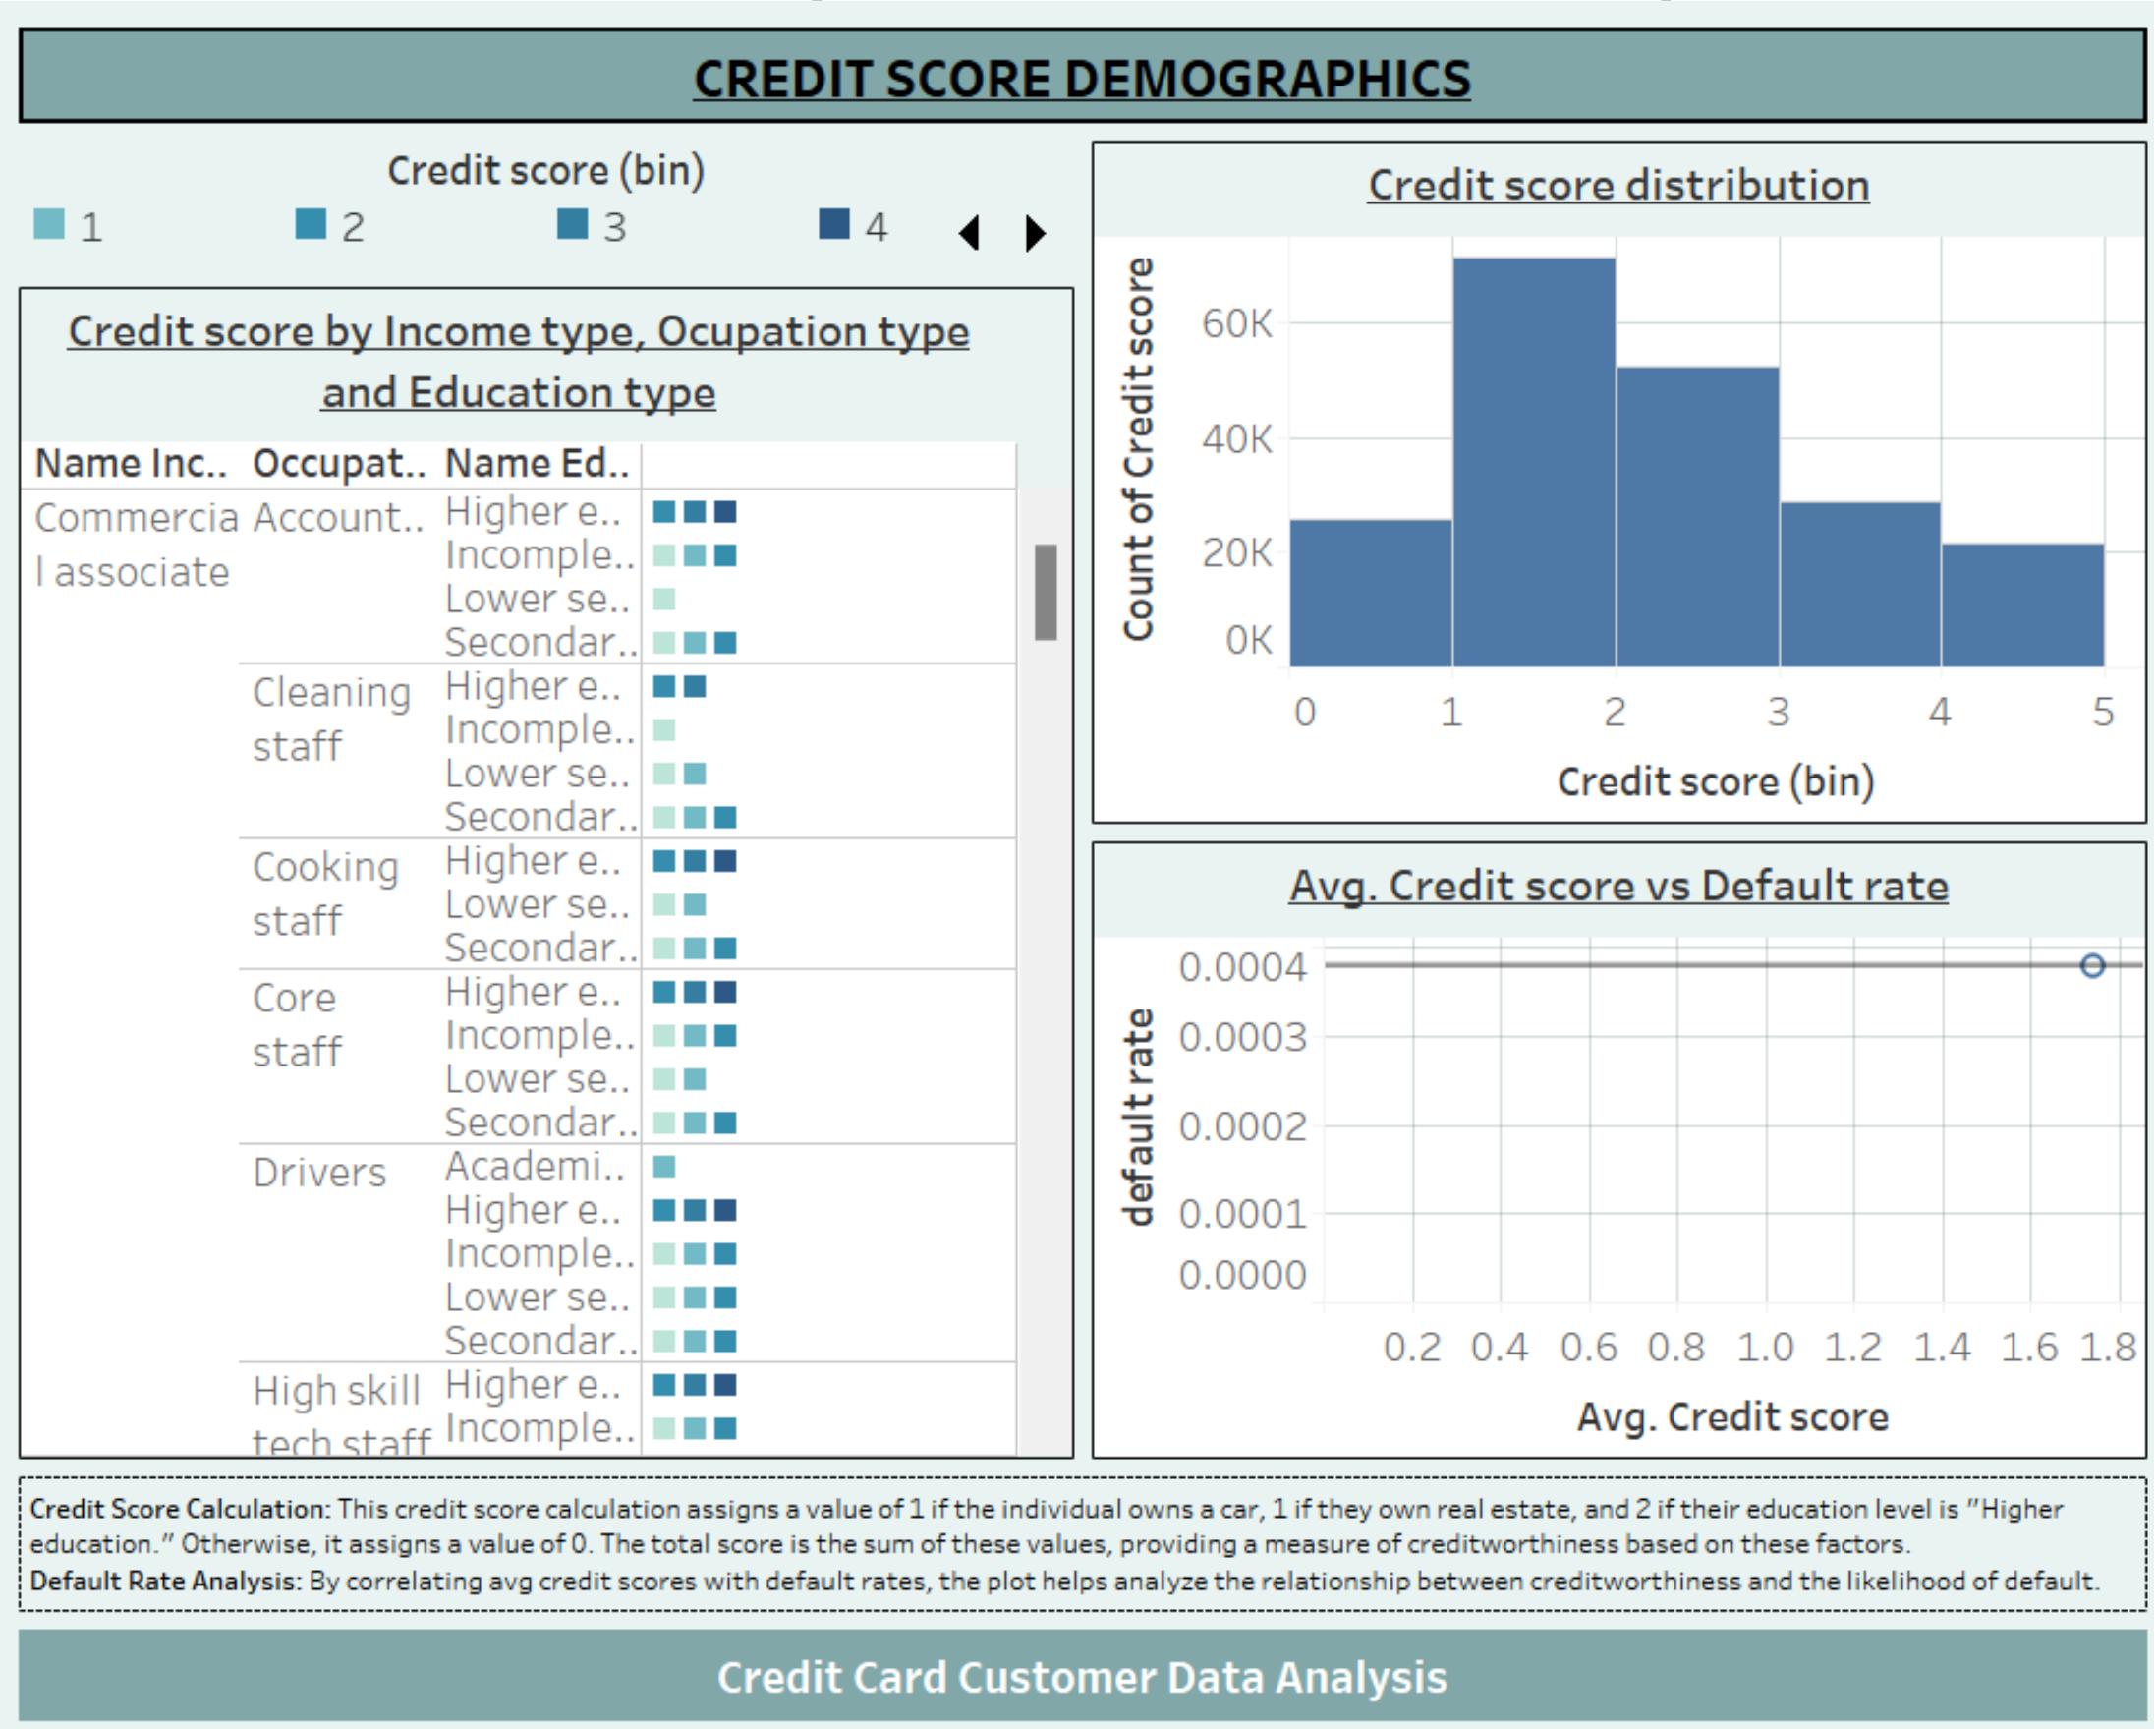 CREDIT SCORE DEMOGRAPHICS
Credit score (bin)
1 2 3 4
Credit score by Income type, Ocupation type
and Education type
Name Inc.. Occupat.. Name Ed..
Commercia Account.. Higher e..
l associate Incomple..
Lower se..
Secondar..
Cleaning Higher e..
staff Incomple..
Lower se..
Secondar..
Cooking Higher e..
staff Lower se..
Secondar..
Core Higher e..
staff Incomple..
Lower se..
Secondar..
Drivers Academi..
Higher e..
Incomple..
Lower se..
Secondar..
High skill Higher e..
tech staff Incomple..
Credit score distribution
Count of Credit score
60K
40K
20K
0K
0 1 2 3 4 5
Credit score (bin)
Avg. Credit score vs Default rate
default rate
0.0004
0.0003
0.0002
0.0001
0.0000
0.2 0.4 0.6 0.8 1.0 1.2 1.4 1.6 1.8
Avg. Credit score
Credit Score Calculation: This credit score calculation assigns a value of 1 if the individual owns a car, 1 if they own real estate, and 2 if their education level is "Higher
education." Otherwise, it assigns a value of 0. The total score is the sum of these values, providing a measure of creditworthiness based on these factors.
Default Rate Analysis: By correlating avg credit scores with default rates, the plot helps analyze the relationship between creditworthiness and the likelihood of default.
Credit Card Customer Data Analysis